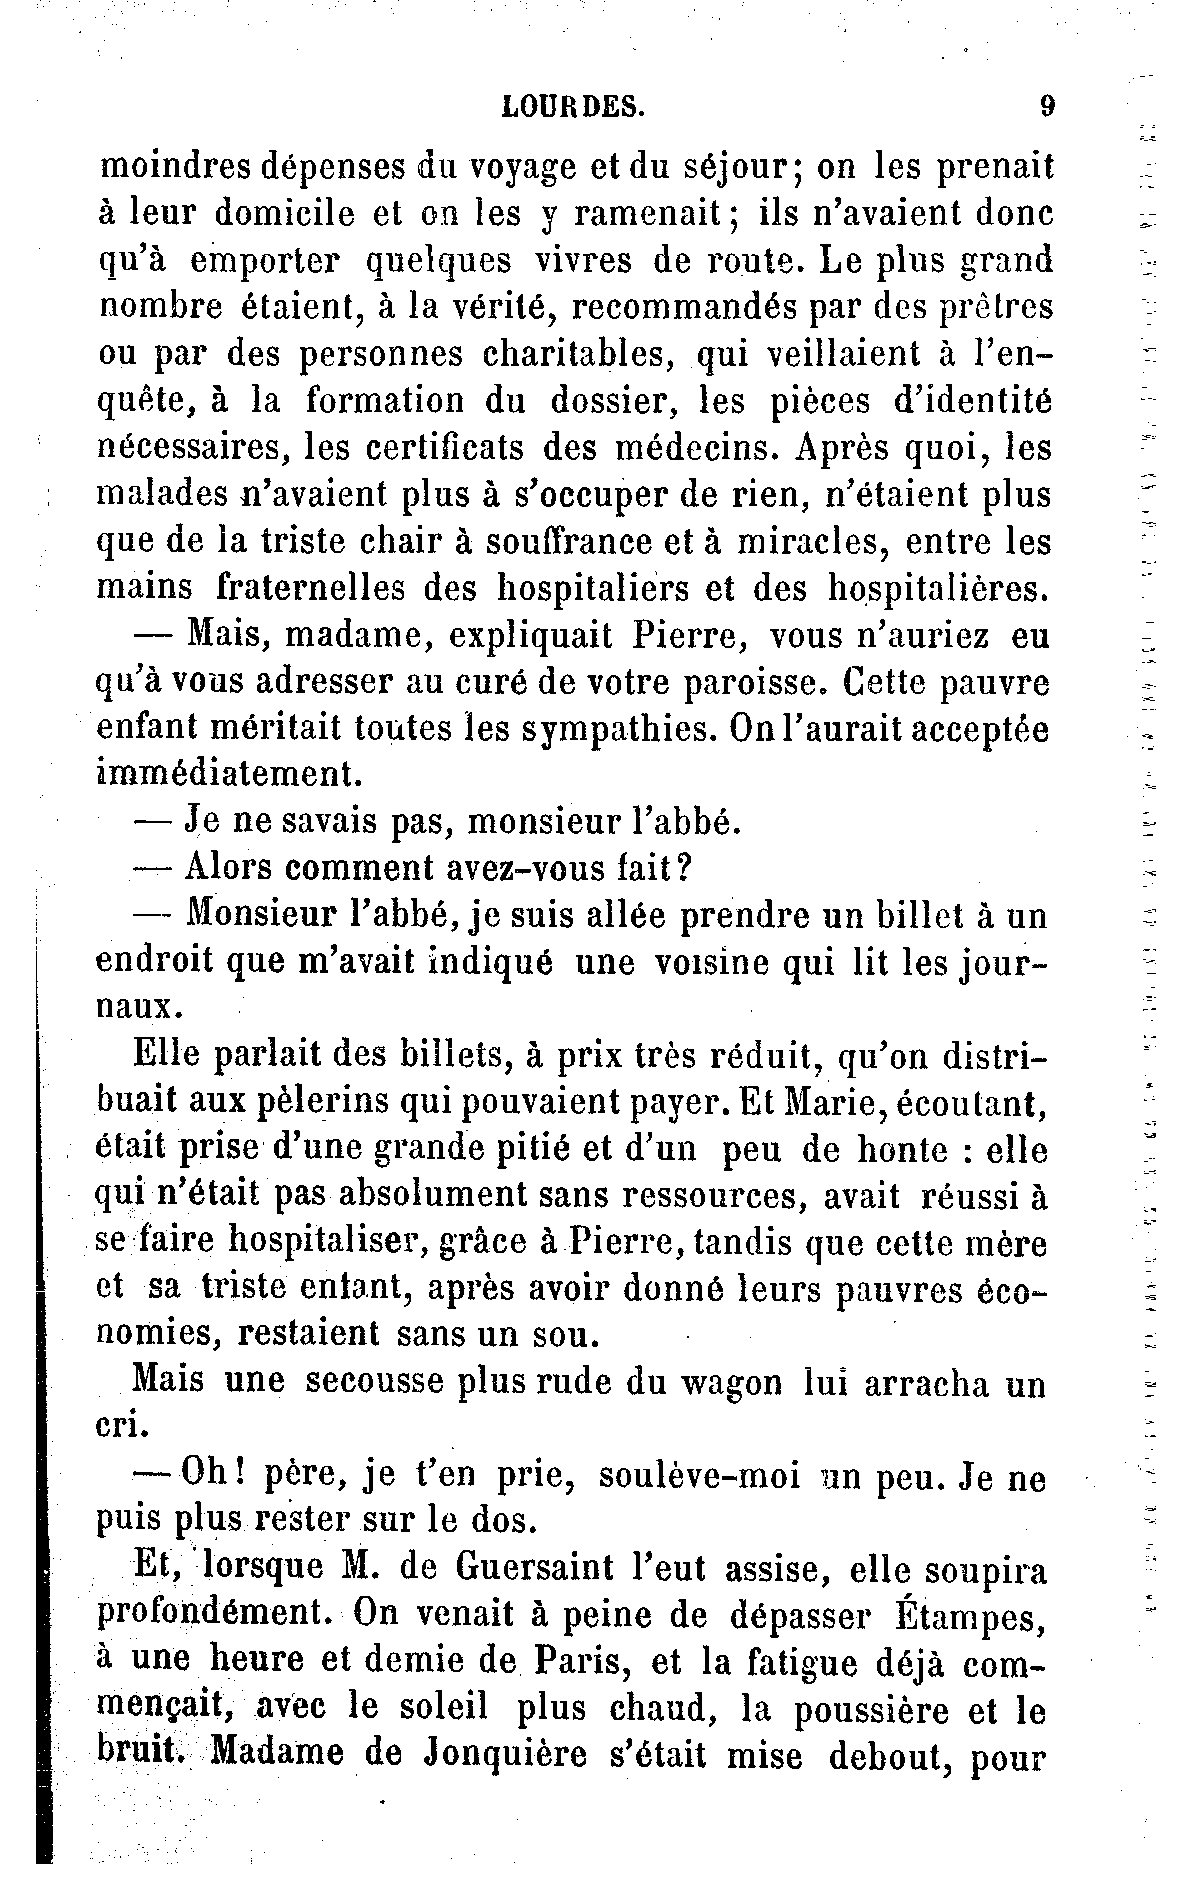 LOURDES. 9
moindres dépenses du voyage et du séjour; on les prenait
à leur domicile et on les y ramenait; ils n'avaient donc
qu'à emporter quelques vivres de route. Le plus grand
nombre étaient, à la vérité, recommandés par des prêtres
ou par des personnes charitables, qui veillaient à l'en-
quête, à la formation du dossier, les pièces d'identité
nécessaires, les certificats des médecins. Après quoi, les
malades n'avaient plus à s'occuper de rien, n'étaient plus
que de la triste chair à souffrance et à miracles, entre les
mains fraternelles des hospitaliers et des hospitalières.
— Mais, madame, expliquait Pierre, vous n'auriez eu
qu'à vous adresser au curé de votre paroisse. Cette pauvre
enfant méritait toutes les sympathies. On l'aurait acceptée
immédiatement.
— Je ne savais pas, monsieur l'abbé.
— Alors comment avez-vous fait?
— Monsieur l'abbé, je suis allée prendre un billet à un
endroit que m'avait indiqué une voisine qui lit les jour-
naux.
Elle parlait des billets, à prix très réduit, qu'on distri-
buait aux pèlerins qui pouvaient payer. Et Marie, écoutant,
était prise d'une grande pitié et d'un peu de honte : elle
qui n'était pas absolument sans ressources, avait réussi à
se faire hospitaliser, grâce à Pierre, tandis que cette mère
et sa triste enfant, après avoir donné leurs pauvres éco-
nomies, restaient sans un sou.
Mais une secousse plus rude du wagon lui arracha un
cri.
— Oh! père, je t'en prie, soulève-moi un peu. Je ne
puis plus rester sur le dos.
Et, lorsque M. de Guersaint l'eut assise, elle soupira
profondément. On venait à peine de dépasser Étampes,
à une heure et demie de Paris, et la fatigue déjà com-
mençait, avec le soleil plus chaud, la poussière et le
bruit. Madame de Jonquière s'était mise debout, pour